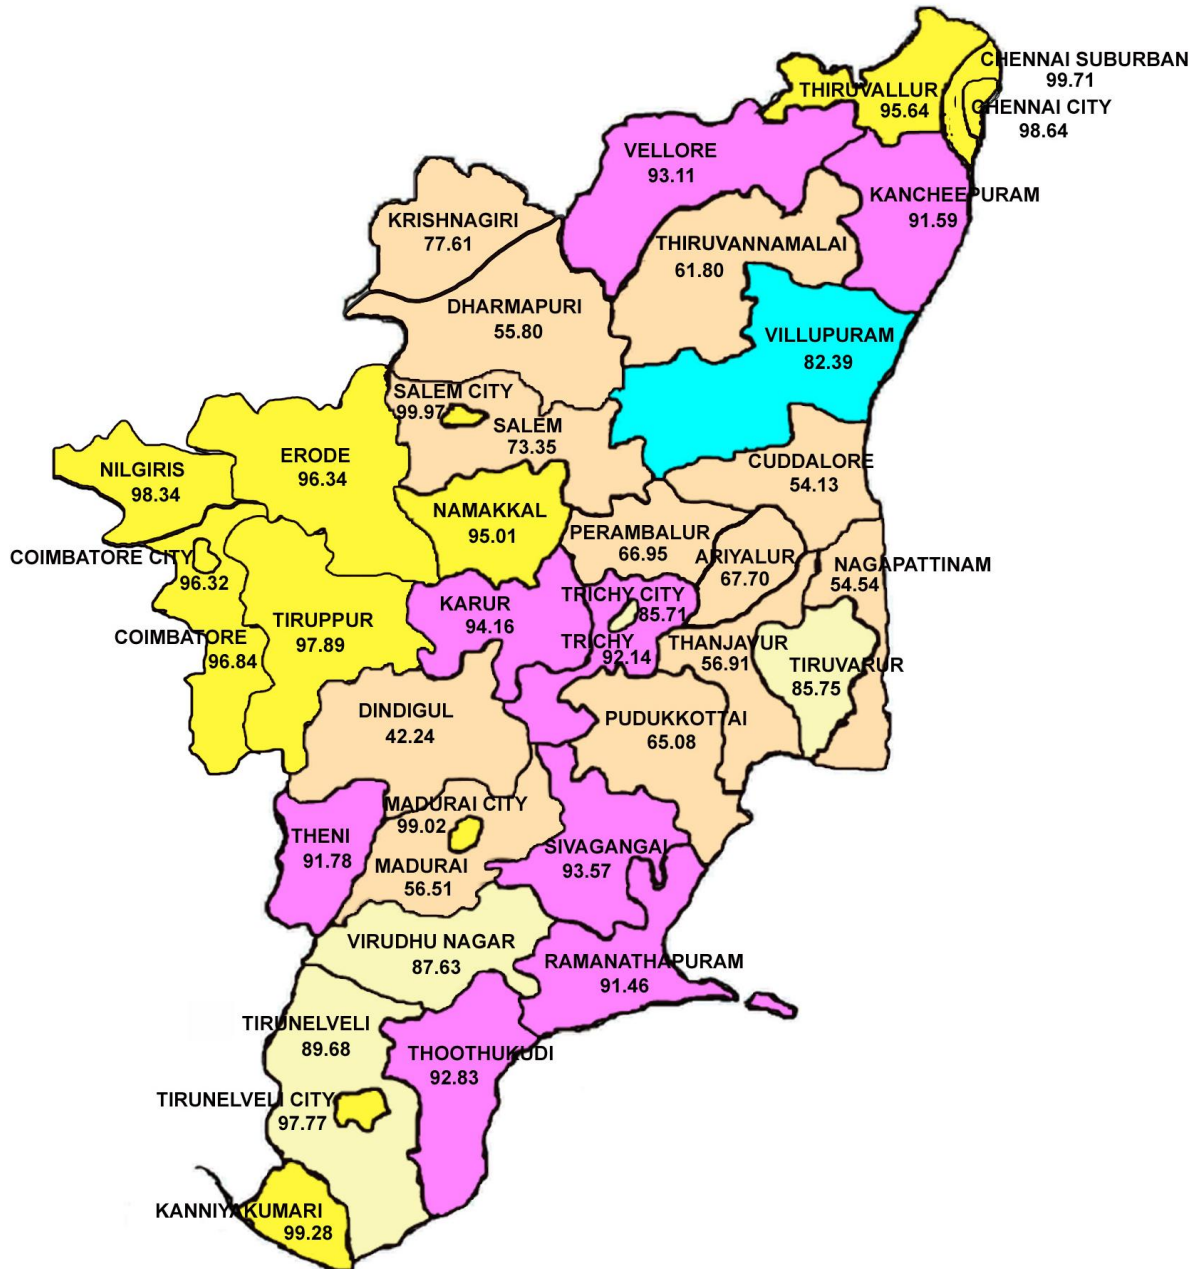 CHENNAI SUBURBAN
99.71
THIRUVALLUR
95.64
CHENNAI CITY
98.64
VELLORE
93.11
KANCHEEPURAM
91.59
KRISHNAGIRI
77.61
THIRUVANNAMALAI
61.80
DHARMAPURI
55.80
VILLUPURAM
82.39
SALEM CITY
99.97
SALEM
73.35
ERODE
96.34
NILGIRIS
98.34
CUDDALORE
54.13
NAMAKKAL
95.01
PERAMBALUR
66.95
ARIYALUR
67.70
NAGAPATTINAM
54.54
COIMBATORE CITY
96.32
KARUR
94.16
TRICHY CITY
85.71
TIRUPPUR
97.89
COIMBATORE
96.84
TRICHY
92.14
THANJAVUR
56.91
TIRUVARUR
85.75
DINDIGUL
42.24
PUDUKKOTTAI
65.08
MADURAI CITY
99.02
THENI
91.78
SIVAGANGAI
93.57
MADURAI
56.51
VIRUDHU NAGAR
87.63
RAMANATHAPURAM
91.46
TIRUNELVELI
89.68
THOOTHUKUDI
92.83
TIRUNELVELI CITY
97.77
KANNIYAKUMARI
99.28